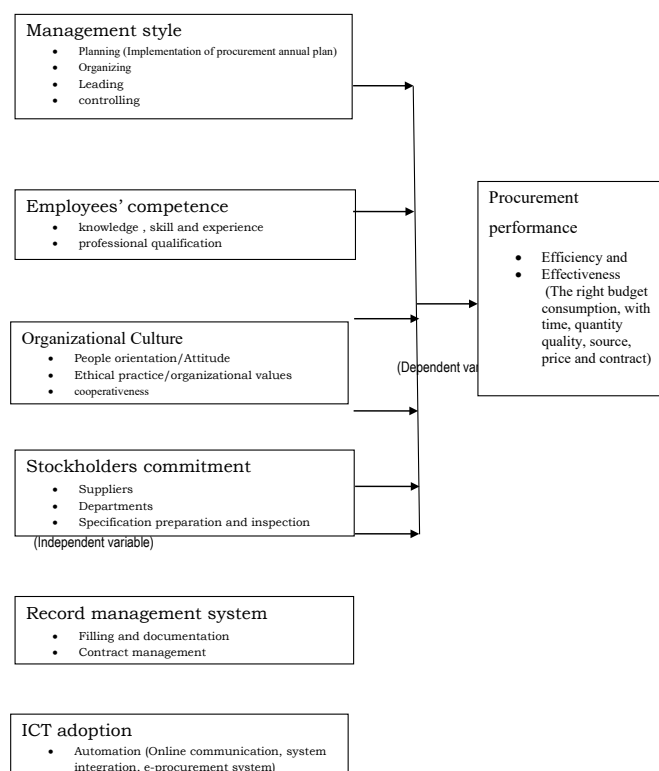 Management style
• Planning (Implementation of procurement annual plan)
• Organizing
• Leading
• controlling
Employees’ competence
• knowledge , skill and experience
• professional qualification
Organizational Culture
• People orientation/Attitude
• Ethical practice/organizational values
• cooperativeness
Stockholders commitment
• Suppliers
• Departments
• Specification preparation and inspection
(Independent variable)
Record management system
• Filling and documentation
• Contract management
ICT adoption
• Automation (Online communication, system
integration, e-procurement system)
Procurement
performance
• Efficiency and
• Effectiveness
(The right budget
consumption, with
time, quantity
quality, source,
price and contract)
(Dependent